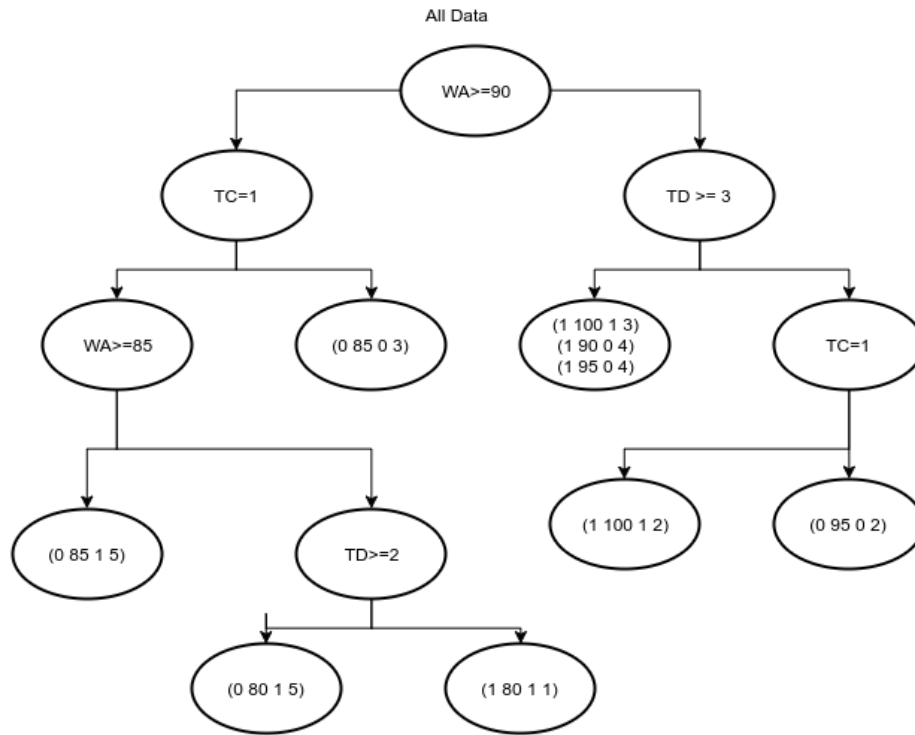 All Data
WA>=90
TC=1
TD >= 3
WA>=85
(0 85 0 3)
(1 100 1 3)
(1 90 0 4)
(1 95 0 4)
TC=1
(0 85 1 5)
TD>=2
(1 100 1 2)
(0 95 0 2)
(0 80 1 5)
(1 80 1 1)